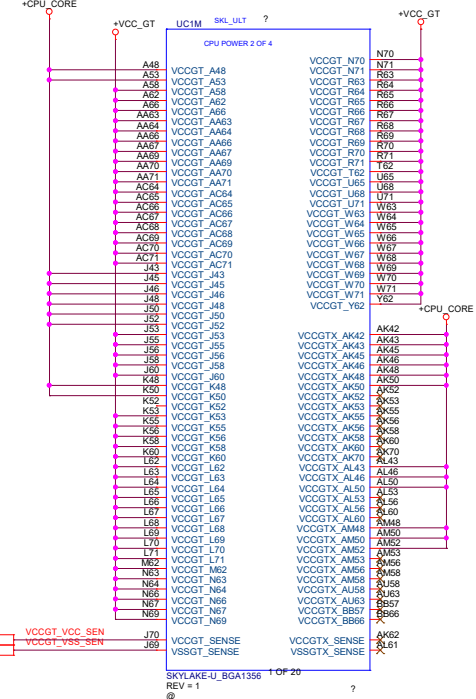 +CPU_CORE
+VCC_GT
UC1M
SKL_ULT
?
+VCC_GT
CPU POWER 2 OF 4
A48 VCCGT_A48
A53 VCCGT_A53
A58 VCCGT_A58
A62 VCCGT_A62
A66 VCCGT_A66
AA63 VCCGT_AA63
AA64 VCCGT_AA64
AA66 VCCGT_AA66
AA67 VCCGT_AA67
AA69 VCCGT_AA69
AA70 VCCGT_AA70
AA71 VCCGT_AA71
AC64 VCCGT_AC64
AC65 VCCGT_AC65
AC66 VCCGT_AC66
AC67 VCCGT_AC67
AC68 VCCGT_AC68
AC69 VCCGT_AC69
AC70 VCCGT_AC70
AC71 VCCGT_AC71
J43 VCCGT_J43
J45 VCCGT_J45
J46 VCCGT_J46
J48 VCCGT_J48
J50 VCCGT_J50
J52 VCCGT_J52
J53 VCCGT_J53
J55 VCCGT_J55
J56 VCCGT_J56
J58 VCCGT_J58
J60 VCCGT_J60
K48 VCCGT_K48
K50 VCCGT_K50
K52 VCCGT_K52
K53 VCCGT_K53
K55 VCCGT_K55
K56 VCCGT_K56
K58 VCCGT_K58
K60 VCCGT_K60
L62 VCCGT_L62
L63 VCCGT_L63
L64 VCCGT_L64
L65 VCCGT_L65
L66 VCCGT_L66
L67 VCCGT_L67
L68 VCCGT_L68
L69 VCCGT_L69
L70 VCCGT_L70
L71 VCCGT_L71
M62 VCCGT_M62
N63 VCCGT_N63
N64 VCCGT_N64
N66 VCCGT_N66
N67 VCCGT_N67
N69 VCCGT_N69
VCCGT_VCC_SEN J70 VCCGT_SENSE
VCCGT_VSS_SEN J69 VSSGT_SENSE
VCCGT_N70 N70
VCCGT_N71 N71
VCCGT_R63 R63
VCCGT_R64 R64
VCCGT_R65 R65
VCCGT_R66 R66
VCCGT_R67 R67
VCCGT_R68 R68
VCCGT_R69 R69
VCCGT_R70 R70
VCCGT_R71 R71
VCCGT_T62 T62
VCCGT_U65 U65
VCCGT_U68 U68
VCCGT_U71 U71
VCCGT_W63 W63
VCCGT_W64 W64
VCCGT_W65 W65
VCCGT_W66 W66
VCCGT_W67 W67
VCCGT_W68 W68
VCCGT_W69 W69
VCCGT_W70 W70
VCCGT_W71 W71
VCCGT_Y62 Y62
+CPU_CORE
VCCGTX_AK42 AK42
VCCGTX_AK43 AK43
VCCGTX_AK45 AK45
VCCGTX_AK46 AK46
VCCGTX_AK48 AK48
VCCGTX_AK50 AK50
VCCGTX_AK52 AK52
VCCGTX_AK53 AK53
VCCGTX_AK55 AK55
VCCGTX_AK56 AK56
VCCGTX_AK58 AK58
VCCGTX_AK60 AK60
VCCGTX_AK70 AK70
VCCGTX_AL43 AL43
VCCGTX_AL46 AL46
VCCGTX_AL50 AL50
VCCGTX_AL53 AL53
VCCGTX_AL56 AL56
VCCGTX_AL60 AL60
VCCGTX_AM48 AM48
VCCGTX_AM50 AM50
VCCGTX_AM52 AM52
VCCGTX_AM53 AM53
VCCGTX_AM56 AM56
VCCGTX_AM58 AM58
VCCGTX_AU58 AU58
VCCGTX_AU63 AU63
VCCGTX_BB57 BB57
VCCGTX_BB66 BB66
VCCGTX_SENSE AK62
VSSGTX_SENSE AL61
SKYLAKE-U_BGA1356
1 OF 20
REV = 1
?
@